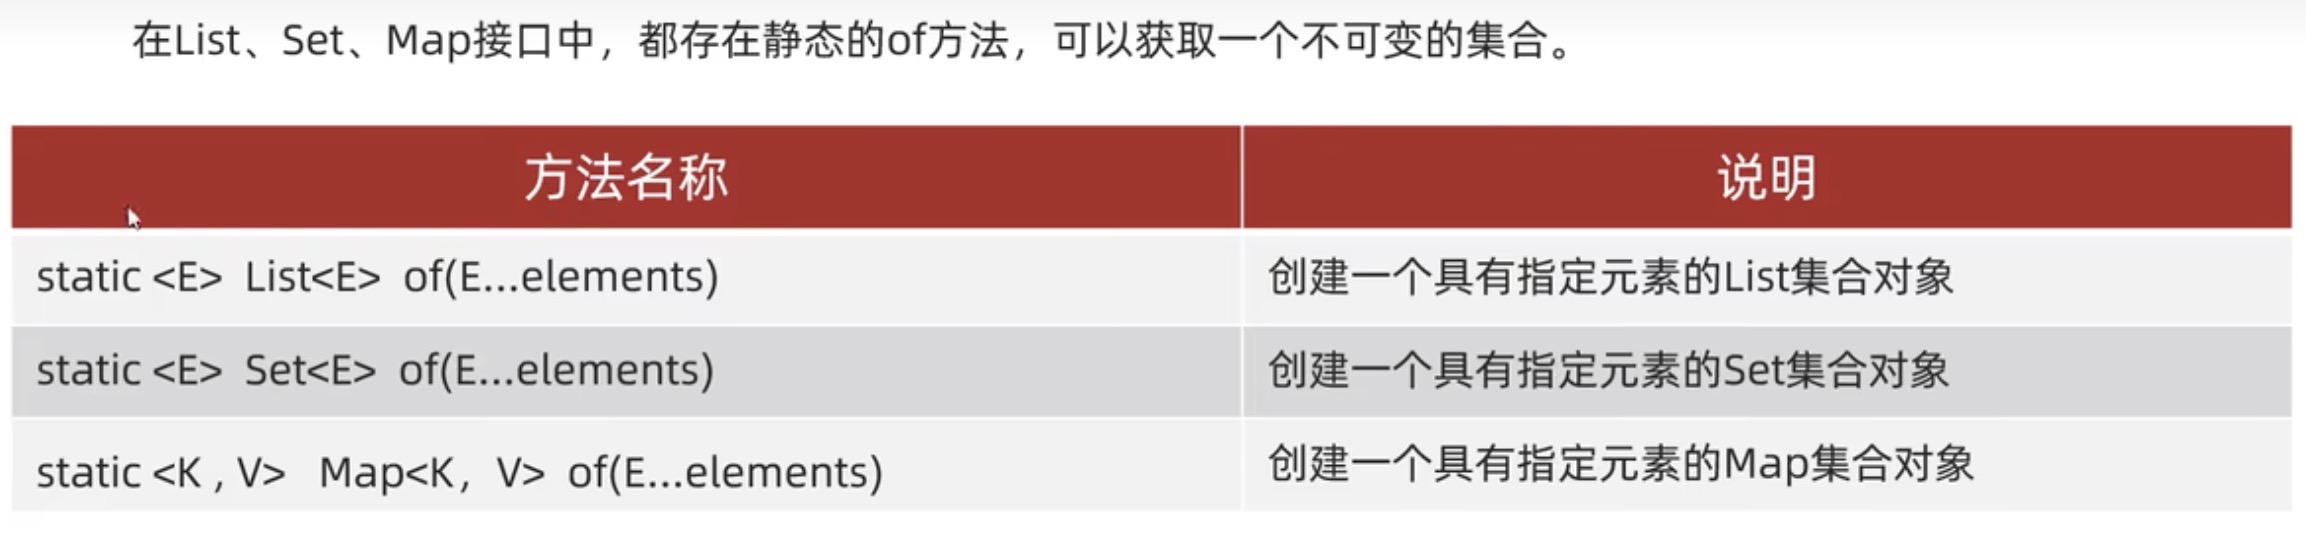 在List、Set、Map接口中，都存在静态的of方法，可以获取一个不可变的集合。
方法名称 说明
static <E> List<E> of(E...elements) 创建一个具有指定元素的List集合对象
static <E> Set<E> of(E...elements) 创建一个具有指定元素的Set集合对象
static <K , V> Map<K，V> of(E...elements) 创建一个具有指定元素的Map集合对象